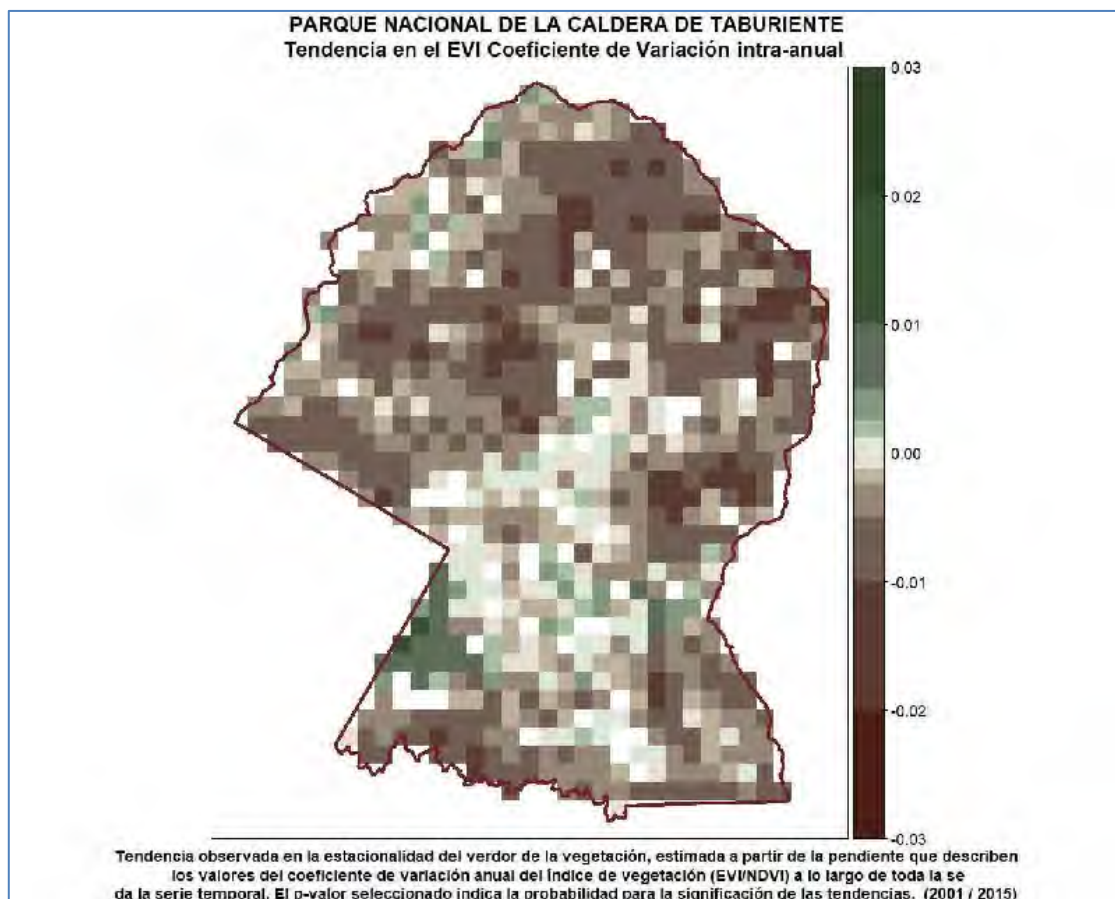 PARQUE NACIONAL DE LA CALDERA DE TABURIENTE
Tendencia en el EVI Coeficiente de Variación intra-anual
0.03
0.02
0.01
0.00
-0.01
-0.02
-0.03
Tendencia observada en la estacionalidad del verdor de la vegetación, estimada a partir de la pendiente que describen
los valores del coeficiente de variación anual del índice de vegetación (EVI/NDVI) a lo largo de toda la se
da la serie temporal. El p-valor seleccionado indica la probabilidad para la significación de las tendencias. (2001 / 2015)